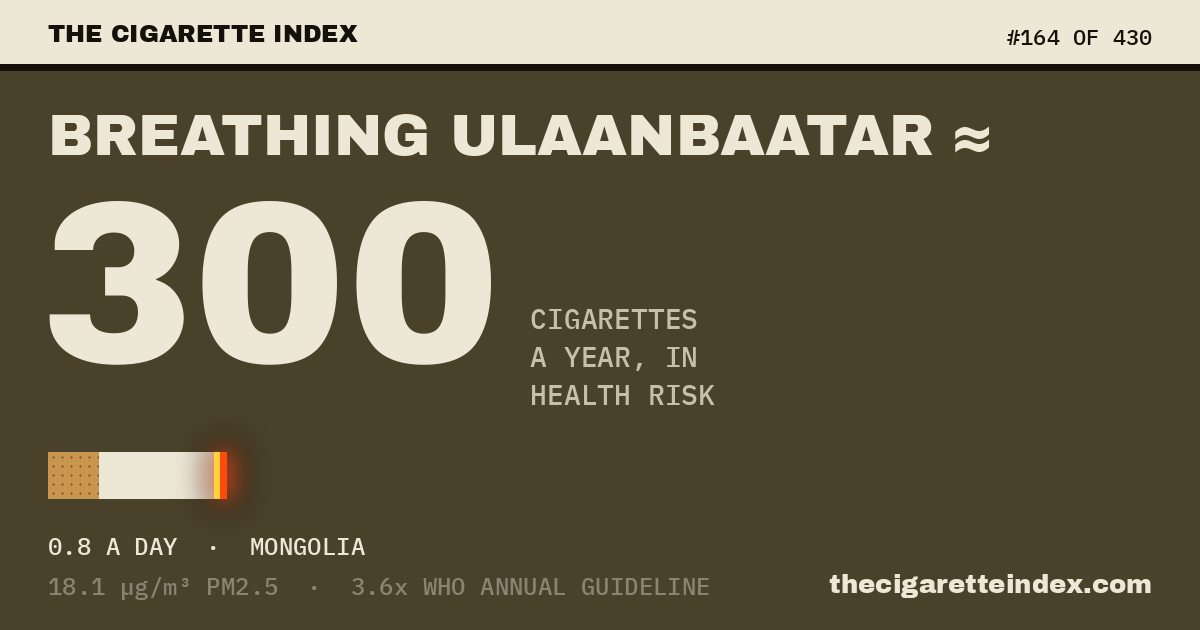 THE CIGARETTE INDEX
#164 OF 430
BREATHING ULAANBAATAR ≈
300
CIGARETTES
A YEAR, IN
HEALTH RISK
0.8 A DAY · MONGOLIA
18.1 µg/m³ PM2.5 · 3.6x WHO ANNUAL GUIDELINE
thecigaretteindex.com